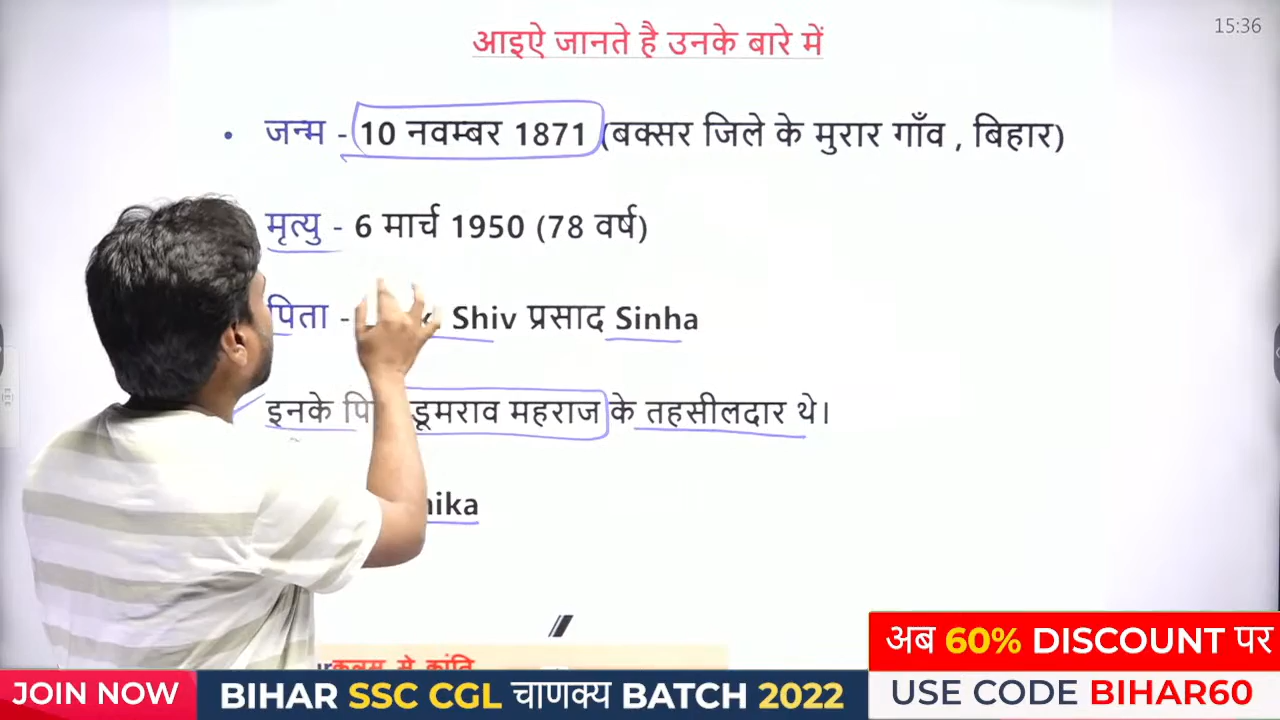 15:36
आइऐ जानते है उनके बारे में
• जन्म - 10 नवम्बर 1871 (बक्सर जिले के मुरार गाँव , बिहार)
मृत्यु - 6 मार्च 1950 (78 वर्ष)
पिता - Shiv प्रसाद Sinha
इनके डूमराव महराज के तहसीलदार थे।
कलम से क्रांति
अब 60% DISCOUNT पर
JOIN NOW BIHAR SSC CGL चाणक्य BATCH 2022 USE CODE BIHAR60